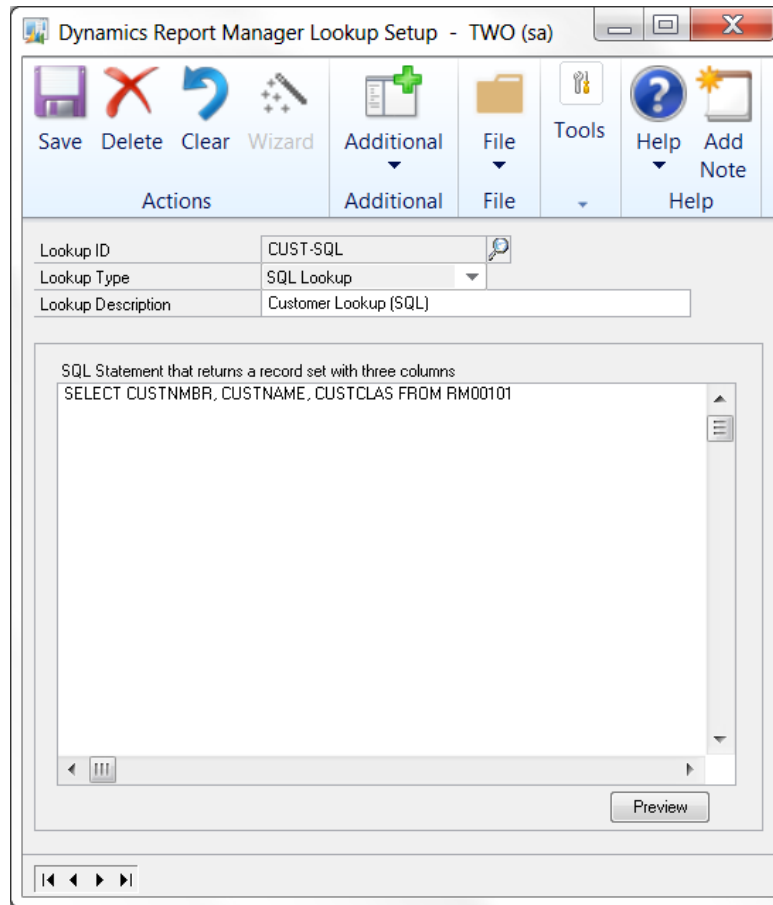 Dynamics Report Manager Lookup Setup - TWO (sa)
Save Delete Clear Wizard Additional File Tools Help Add Note
Actions Additional File Help
Lookup ID CUST-SQL
Lookup Type SQL Lookup
Lookup Description Customer Lookup (SQL)
SQL Statement that returns a record set with three columns
SELECT CUSTNMBR, CUSTNAME, CUSTCLAS FROM RM00101
Preview